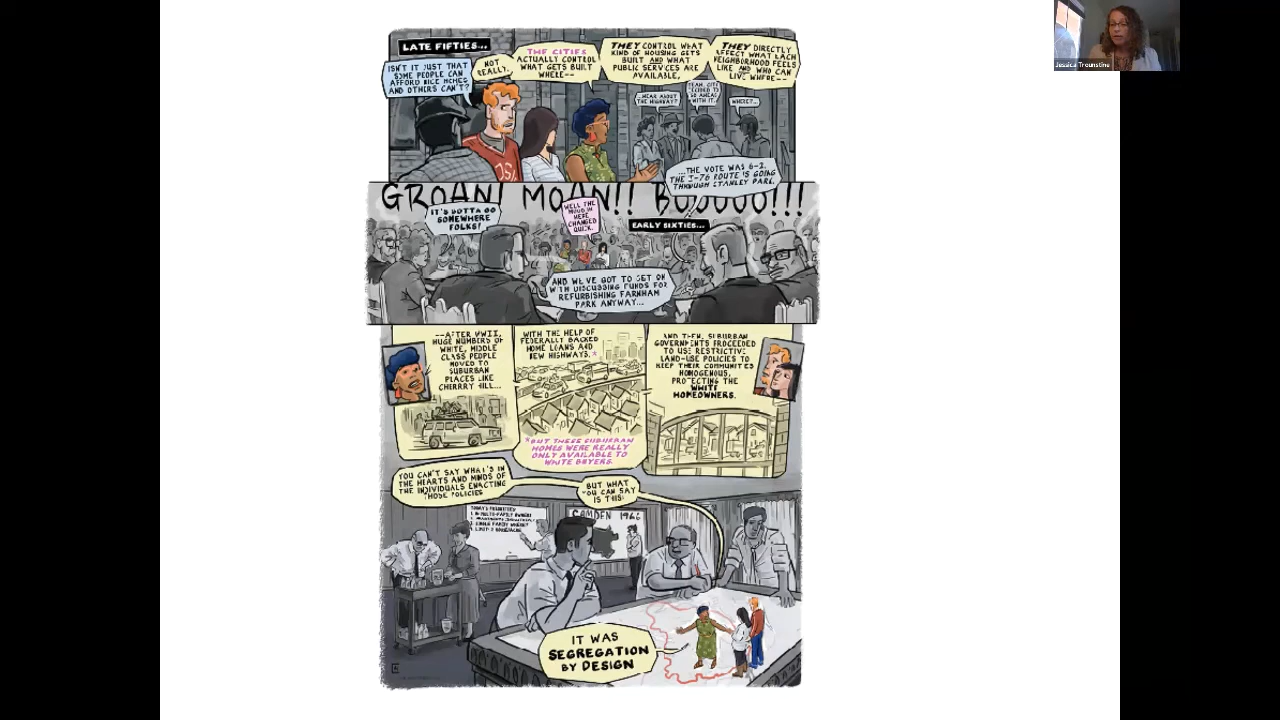 LATE FIFTIES...
ISN'T IT JUST THAT
SOME PEOPLE CAN
AFFORD NICE HOMES
AND OTHERS CAN'T?
NOT
REALLY,
THE CITIES
ACTUALLY CONTROL
WHAT GETS BUILT
WHERE--
THEY CONTROL WHAT
KIND OF HOUSING GETS
BUILT AND WHAT
PUBLIC SERVICES ARE
AVAILABLE,
THEY DIRECTLY
AFFECT WHAT EACH
NEIGHBORHOOD FEELS
LIKE AND WHO CAN
LIVE WHERE--
...HEAR ABOUT
THE HIGHWAY?
YEAH, CITY
DECIDED TO
GO AHEAD
WITH IT.
WHERE?...
...THE VOTE WAS 6-2.
THE I-76 ROUTE IS GOING
THROUGH STANLEY PARK.
GROAN! MOAN!! BOOOOOO!!!
IT'S GOTTA GO
SOMEWHERE
FOLKS!
WELL THE
MOOD IN
HERE
CHANGED
QUICK.
EARLY SIXTIES...
AND WE'VE GOT TO GET ON
WITH DISCUSSING FUNDS FOR
REFURBISHING FARNHAM
PARK ANYWAY...
--AFTER WWII,
HUGE NUMBERS OF
WHITE, MIDDLE
CLASS PEOPLE
MOVED TO
SUBURBAN
PLACES LIKE
CHERRRY HILL...
WITH THE HELP OF
FEDERALLY BACKED
HOME LOANS AND
NEW HIGHWAYS.*
*BUT THESE SUBURBAN
HOMES WERE REALLY
ONLY AVAILABLE TO
WHITE BUYERS.
AND THEN, SUBURBAN
GOVERNMENTS PROCEEDED
TO USE RESTRICTIVE
LAND-USE POLICIES TO
KEEP THEIR COMMUNITIES
HOMOGENOUS,
PROTECTING THE
WHITE
HOMEOWNERS.
YOU CAN'T SAY WHAT'S IN
THE HEARTS AND MINDS OF
THE INDIVIDUALS ENACTING
THOSE POLICIES
BUT WHAT
YOU CAN SAY
IS THIS:
TODAY'S PRIORITIES
CAMDEN 1966
IT WAS
SEGREGATION
BY DESIGN
Jessica Trounstine